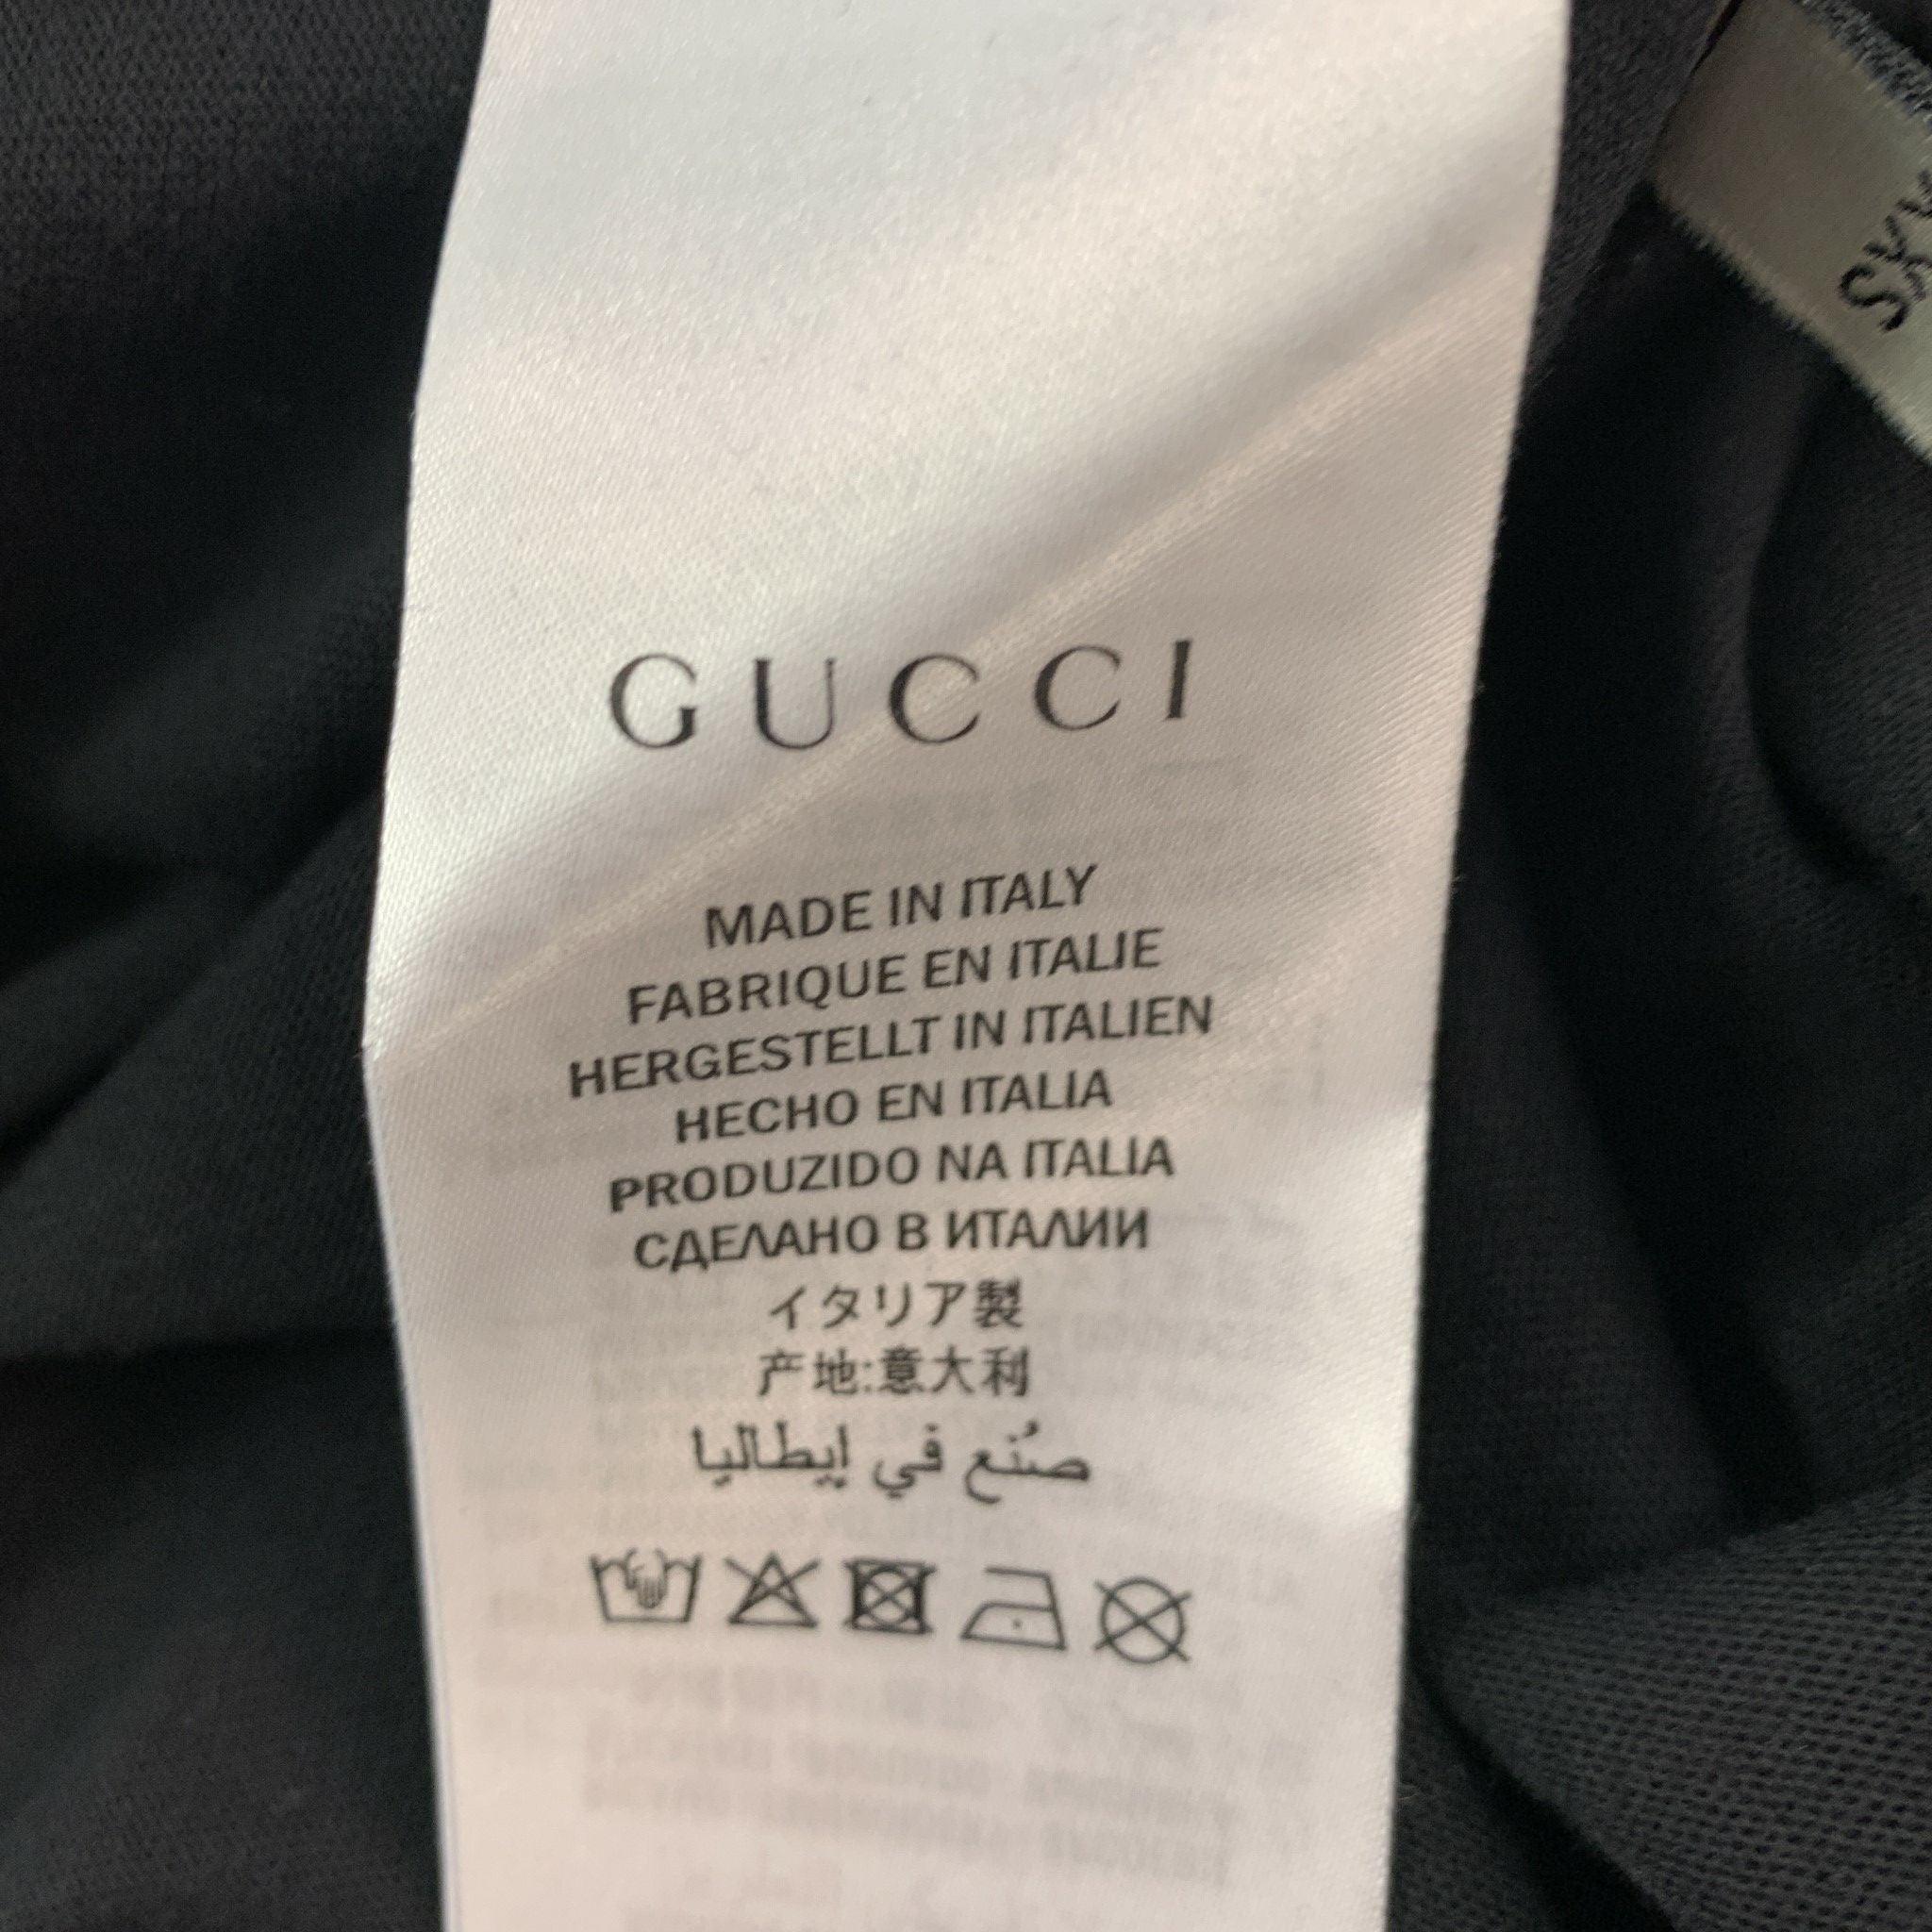 GUCCI
MADE IN ITALY
FABRIQUE EN ITALIE
HERGESTELLT IN ITALIEN
HECHO EN ITALIA
PRODUZIDO NA ITALIA
СДЕЛАНО В ИТАЛИИ
イタリア製
产地:意大利
صُنع في إيطاليا